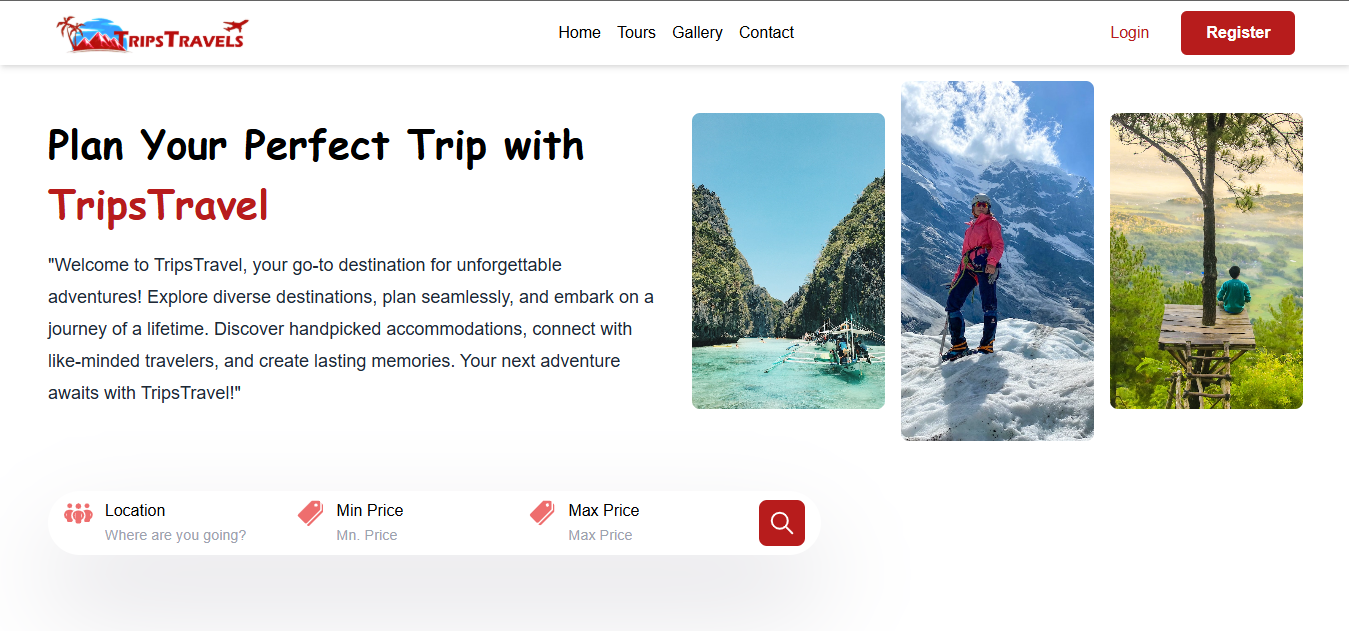 TRIPSTRAVELS
Home Tours Gallery Contact
Login
Register
Plan Your Perfect Trip with
TripsTravel
"Welcome to TripsTravel, your go-to destination for unforgettable
adventures! Explore diverse destinations, plan seamlessly, and embark on a
journey of a lifetime. Discover handpicked accommodations, connect with
like-minded travelers, and create lasting memories. Your next adventure
awaits with TripsTravel!"
Location
Where are you going?
Min Price
Mn. Price
Max Price
Max Price